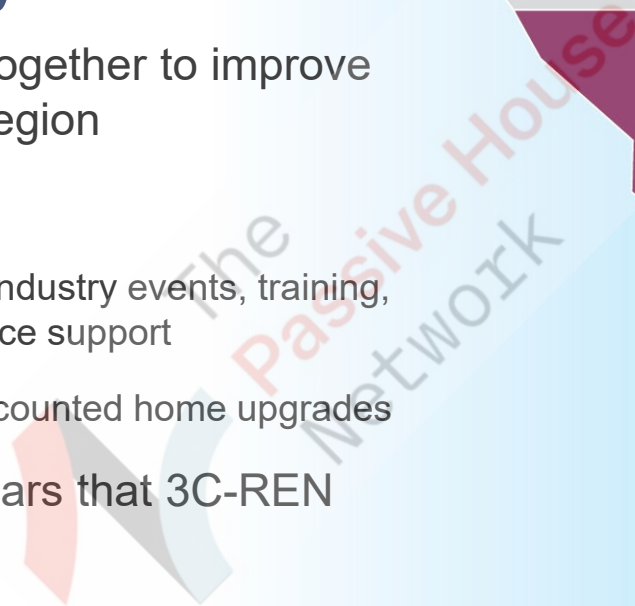 ogether to improve
egion
ndustry events, training,
ce support
counted home upgrades
ars that 3C-REN
The
Passive House
Network